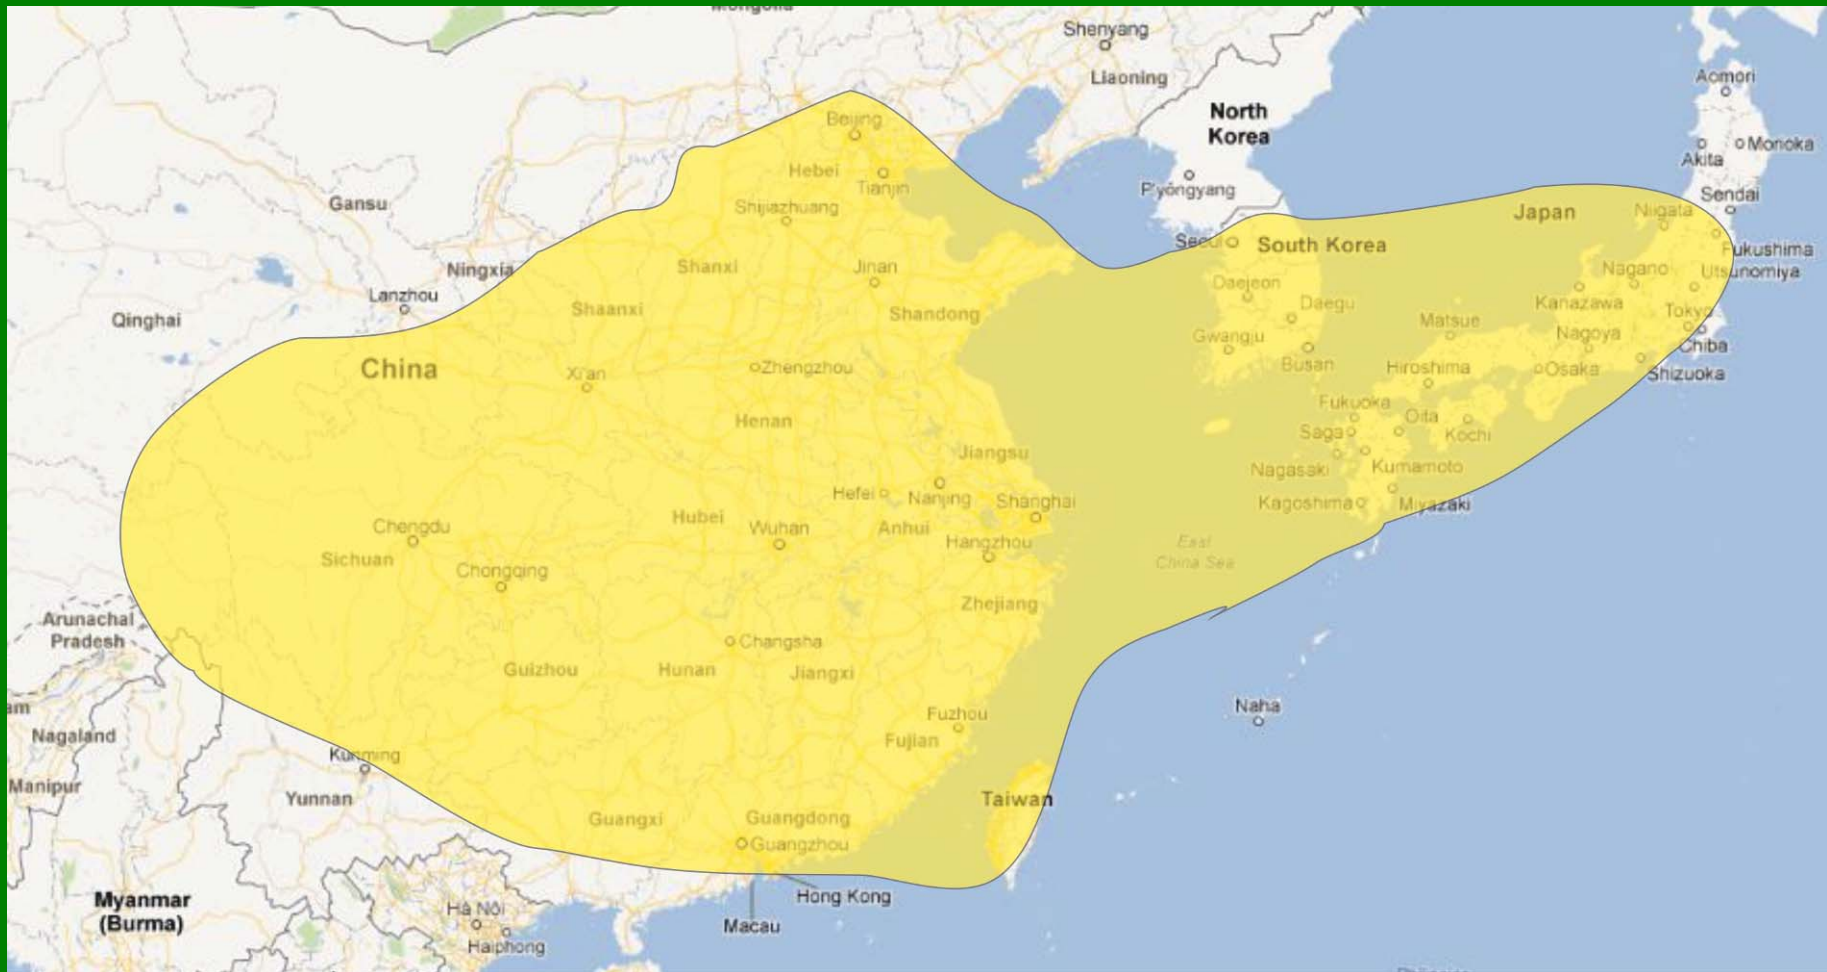 Mongolia
Shenyang
Liaoning
Aomori
North
Korea
Beijing
Morioka
Akita
Hebei
Tianjin
P'yŏngyang
Sendai
Gansu
Shijiazhuang
Japan
Niigata
Seoul
South Korea
Fukushima
Ningxia
Shanxi
Jinan
Nagano
Utsunomiya
Daejeon
Lanzhou
Kanazawa
Qinghai
Shaanxi
Shandong
Daegu
Matsue
Tokyo
Gwangju
Nagoya
Chiba
China
Xi'an
Zhengzhou
Busan
Hiroshima
Osaka
Shizuoka
Fukuoka
Oita
Henan
Saga
Kochi
Jiangsu
Nagasaki
Kumamoto
Hefei
Nanjing
Shanghai
Kagoshima
Miyazaki
Chengdu
Hubei
Wuhan
Anhui
Hangzhou
East
China Sea
Sichuan
Chongqing
Zhejiang
Arunachal
Pradesh
Changsha
Guizhou
Hunan
Jiangxi
am
Naha
Fuzhou
Nagaland
Fujian
Kunming
Manipur
Yunnan
Taiwan
Guangxi
Guangdong
Guangzhou
Myanmar
(Burma)
Hong Kong
Hà Nội
Macau
Haiphong